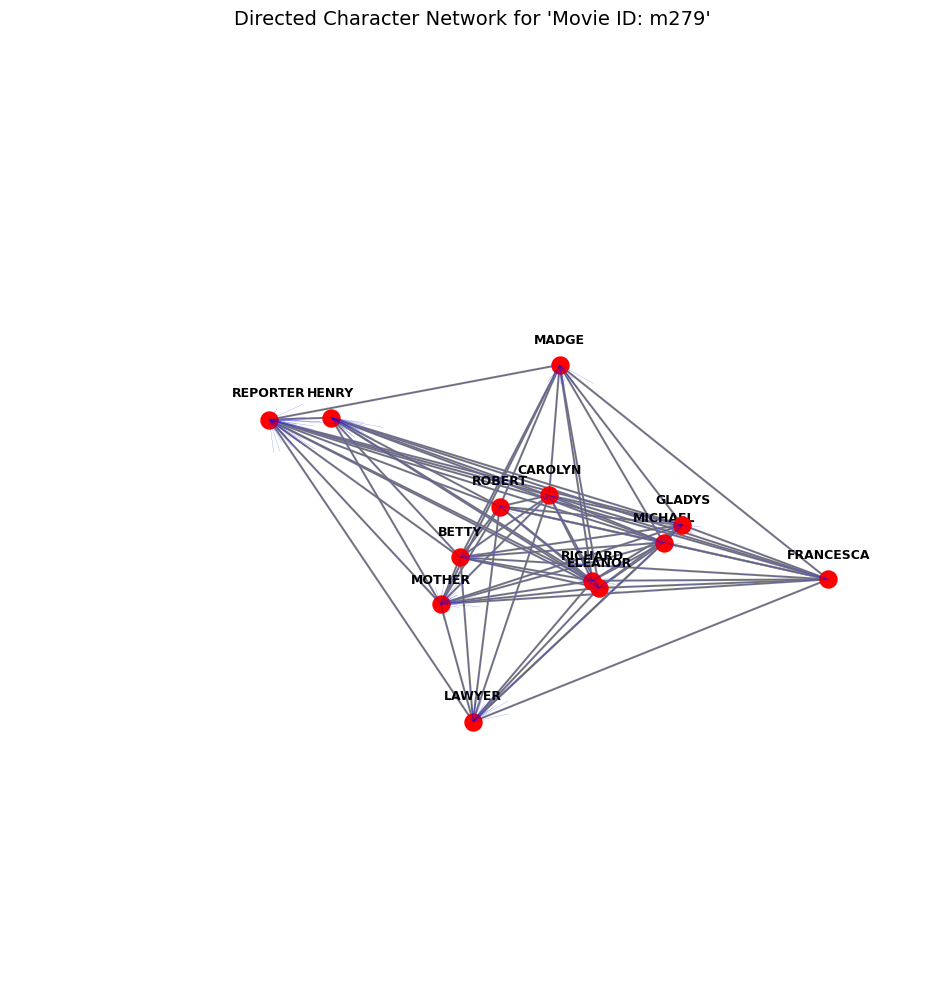 Directed Character Network for 'Movie ID: m279'
MADGE
REPORTER
HENRY
CAROLYN
ROBERT
GLADYS
MICHAEL
BETTY
RICHARD
FRANCESCA
ELEANOR
MOTHER
LAWYER